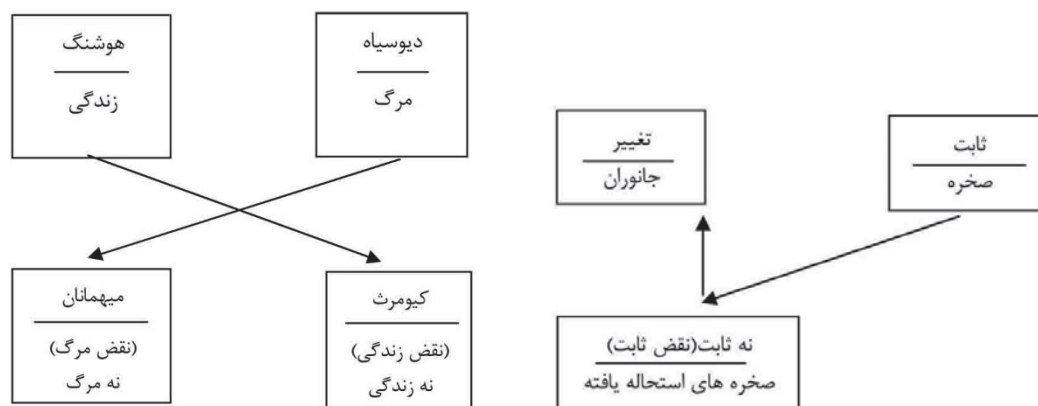 هوشنگ
زندگی
دیوسیاه
مرگ
میهمانان
(نقض مرگ)
نه مرگ
کیومرث
(نقض زندگی)
نه زندگی
ثابت
صخره
تغییر
جانوران
نه ثابت(نقض ثابت)
صخره های استحاله یافته